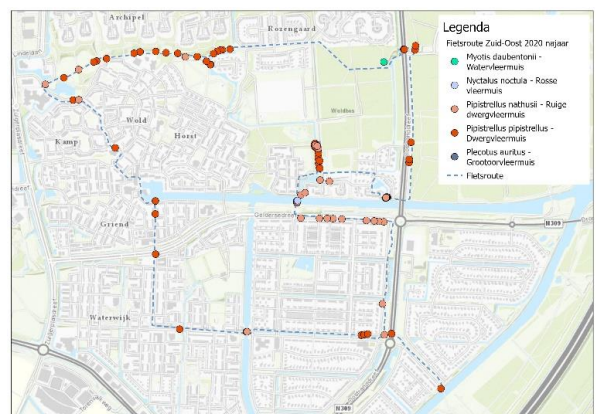 Archipel
Rozengaard
Legenda
Fietsroute Zuid-Oost 2020 najaar
Myotis daubentonii -
Watervleermuis
Nyctalus noctula - Rosse
vleermuis
Pipistrellus nathusii - Ruige
dwergvleermuis
Pipistrellus pipistrellus -
Dwergvleermuis
Plecotus auritus -
Grootoorvleermuis
Fietsroute
Wold
Horst
Kamp
Griend
N309
Waterwijk
N309